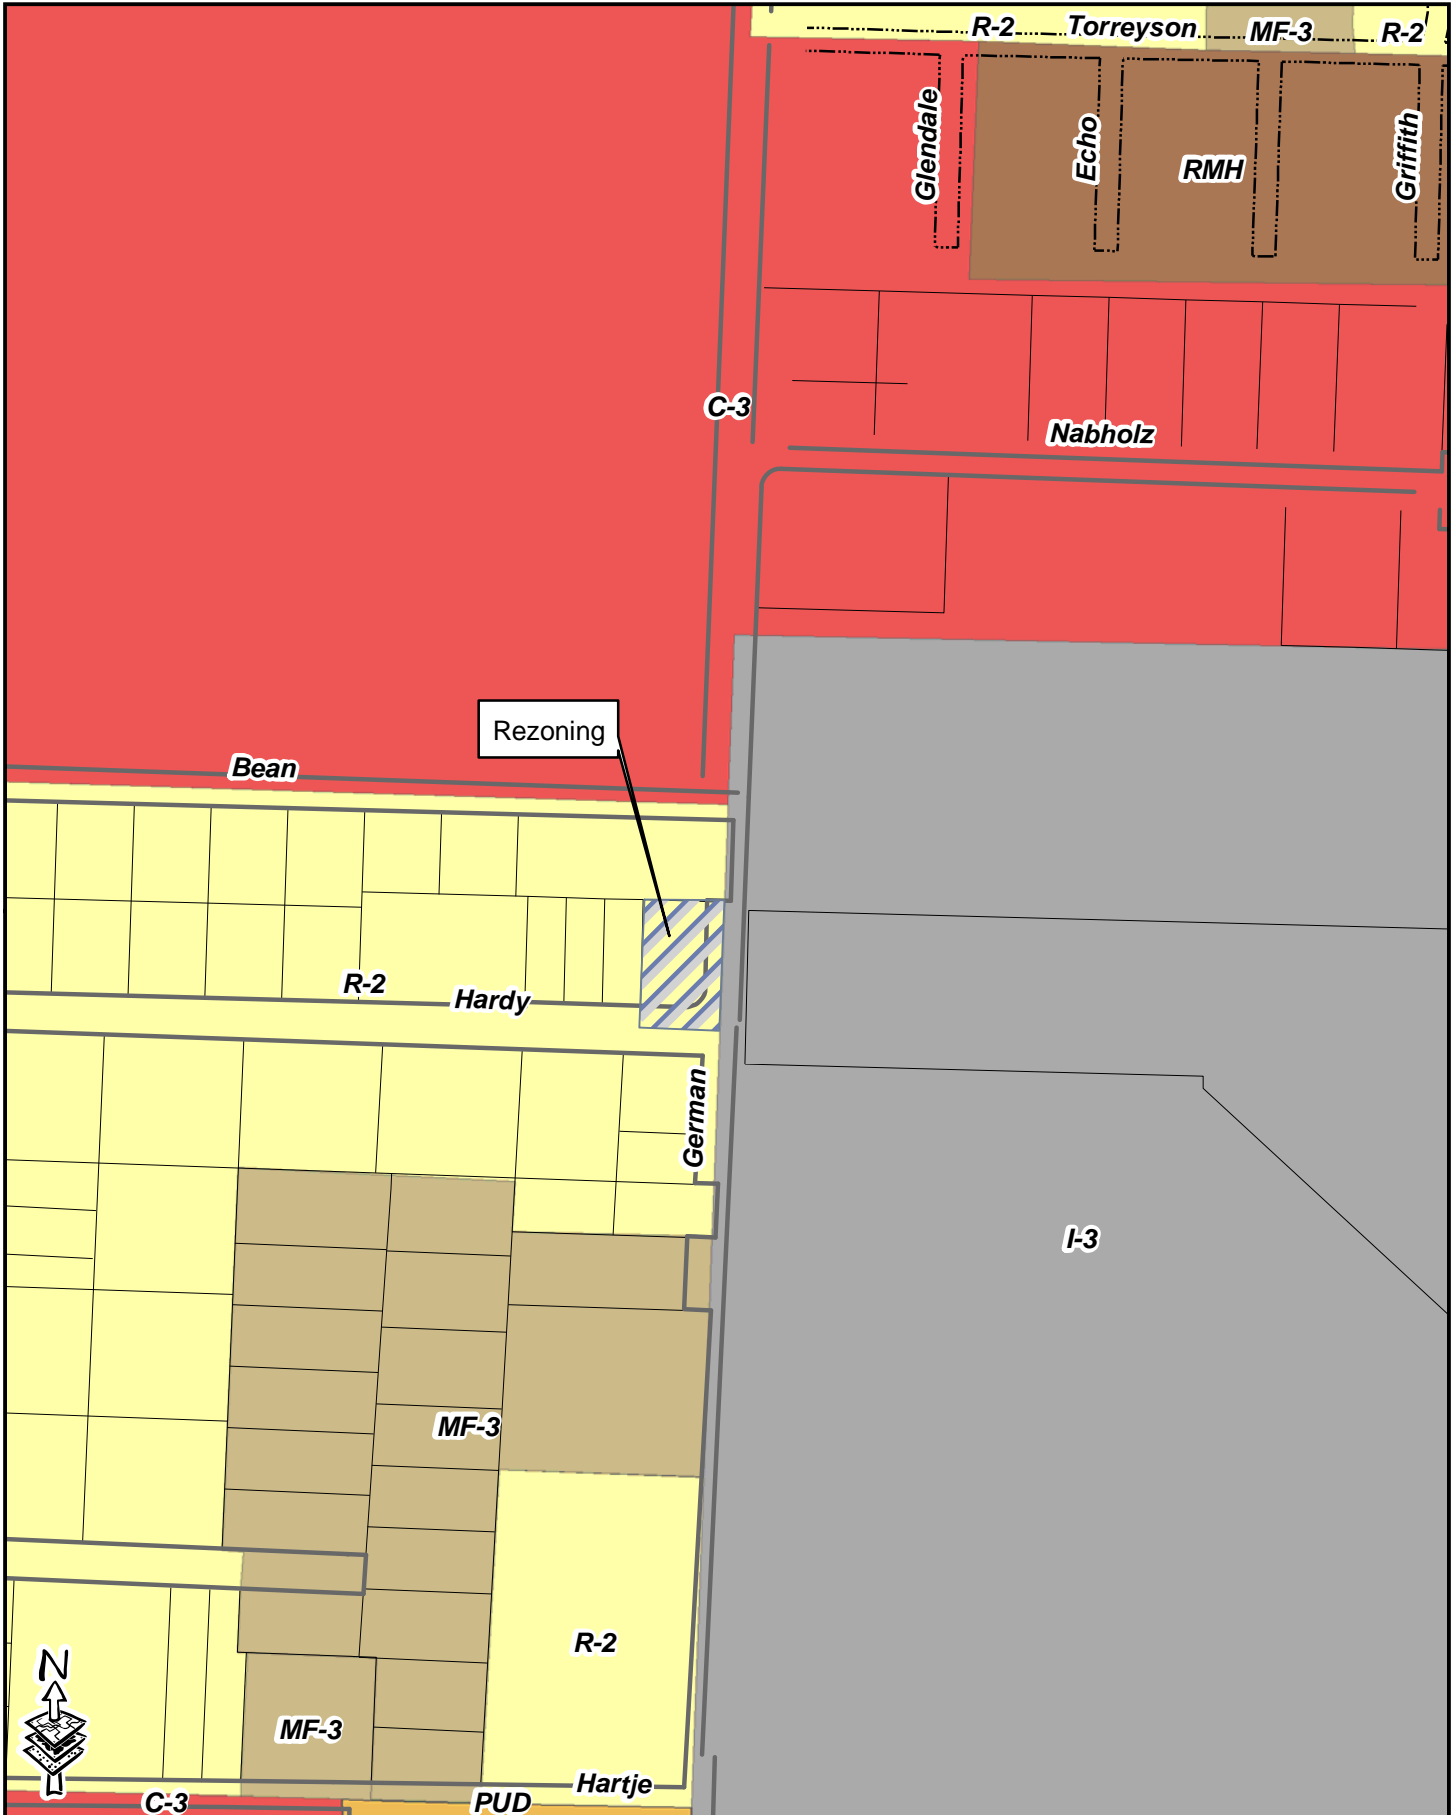 R-2
Torreyson
MF-3
R-2
Glendale
Echo
RMH
Griffith
C-3
Nabholz
Rezoning
Bean
R-2
Hardy
German
I-3
MF-3
R-2
N
MF-3
Hartje
C-3
PUD